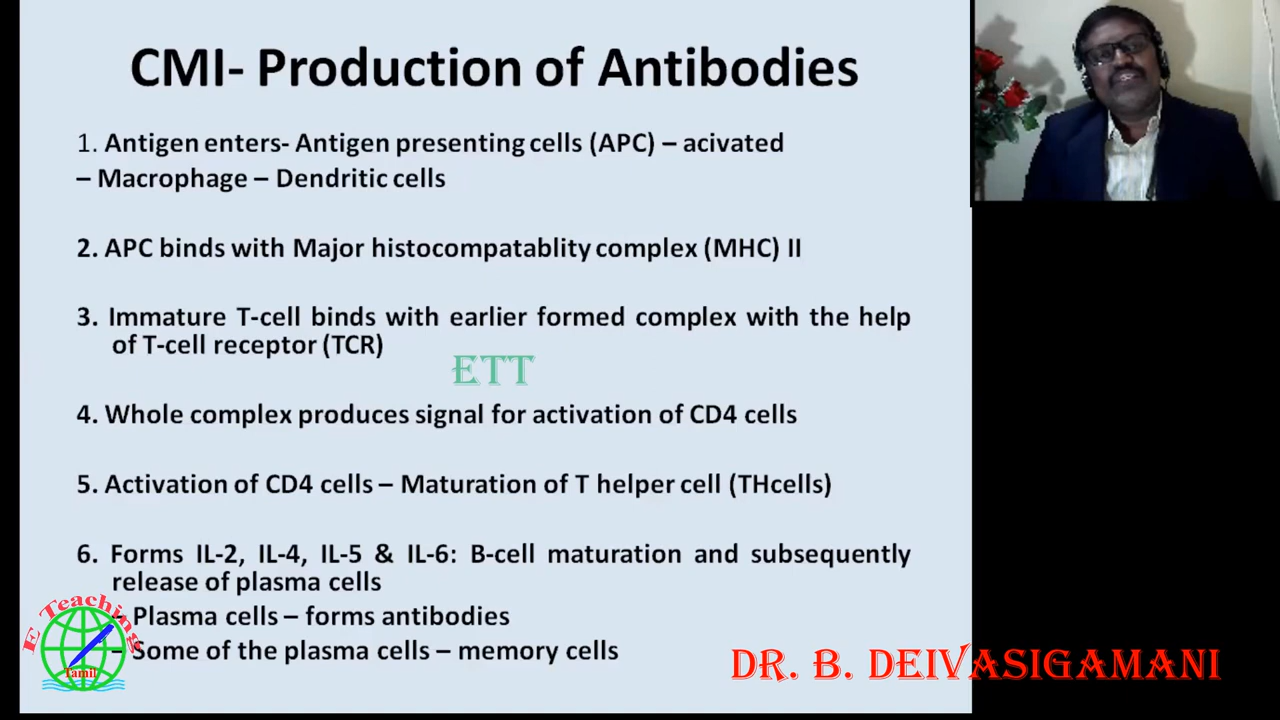 CMI- Production of Antibodies
1. Antigen enters- Antigen presenting cells (APC) – acivated
– Macrophage – Dendritic cells
2. APC binds with Major histocompatablity complex (MHC) II
3. Immature T-cell binds with earlier formed complex with the help
of T-cell receptor (TCR)
ETT
4. Whole complex produces signal for activation of CD4 cells
5. Activation of CD4 cells – Maturation of T helper cell (THcells)
6. Forms IL-2, IL-4, IL-5 & IL-6: B-cell maturation and subsequently
release of plasma cells
– Plasma cells – forms antibodies
– Some of the plasma cells – memory cells
E Teaching
Tamil
DR. B. DEIVASIGAMANI